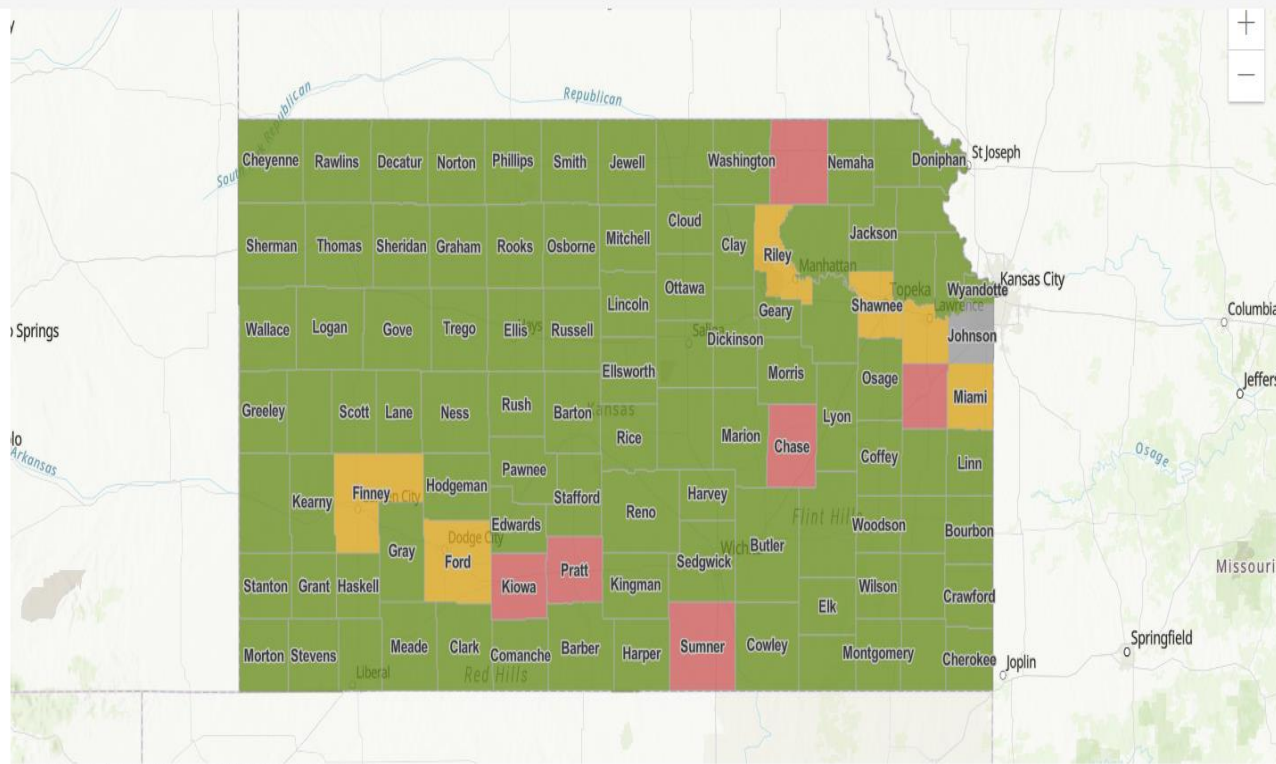 +
−
Republican
South Fork Republican
Cheyenne Rawlins Decatur Norton Phillips Smith Jewell Washington Nemaha Doniphan St Joseph
Sherman Thomas Sheridan Graham Rooks Osborne Mitchell Cloud Clay Riley Jackson
Manhattan
Wallace Logan Gove Trego Ellis Russell Lincoln Ottawa Geary Shawnee Topeka Wyandotte Kansas City
Lawrence
o Springs
Columbia
Dickinson Johnson
Ellsworth Morris Osage
Jeffers
Greeley Scott Lane Ness Rush Barton Kansas Rice Marion Chase Lyon Miami
lo
Arkansas
Osage
Coffey Linn
Kearny Finney Hodgeman Pawnee Stafford Reno Harvey
n City
Flint Hills
Edwards Woodson Bourbon
Dodge City
Gray Ford Kiowa Pratt Kingman Sedgwick Butler
Wich
Missouri
Stanton Grant Haskell Wilson Crawford
Elk
Morton Stevens Meade Clark Comanche Barber Harper Sumner Cowley Montgomery Cherokee Joplin
Springfield
Liberal
Red Hills